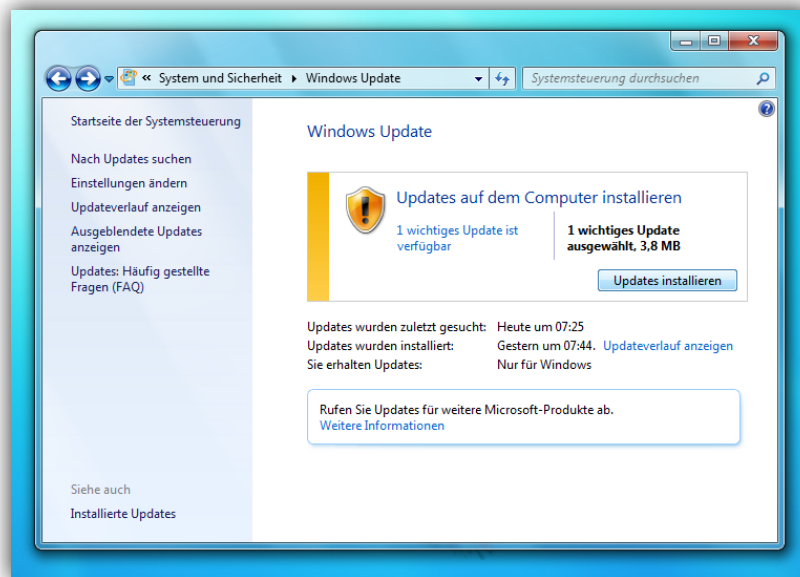 « System und Sicherheit ▸ Windows Update
Systemsteuerung durchsuchen
Startseite der Systemsteuerung
Nach Updates suchen
Einstellungen ändern
Updateverlauf anzeigen
Ausgeblendete Updates
anzeigen
Updates: Häufig gestellte
Fragen (FAQ)
Siehe auch
Installierte Updates
Windows Update
Updates auf dem Computer installieren
1 wichtiges Update ist
verfügbar
1 wichtiges Update
ausgewählt, 3,8 MB
Updates installieren
Updates wurden zuletzt gesucht: Heute um 07:25
Updates wurden installiert: Gestern um 07:44. Updateverlauf anzeigen
Sie erhalten Updates: Nur für Windows
Rufen Sie Updates für weitere Microsoft-Produkte ab.
Weitere Informationen